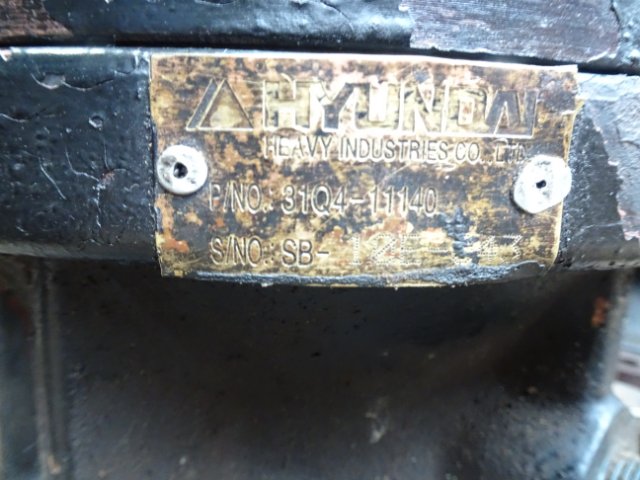 HYUNDAI
HEAVY INDUSTRIES CO., LTD
P/NO.: 31Q4-11140
S/NO.: SB-